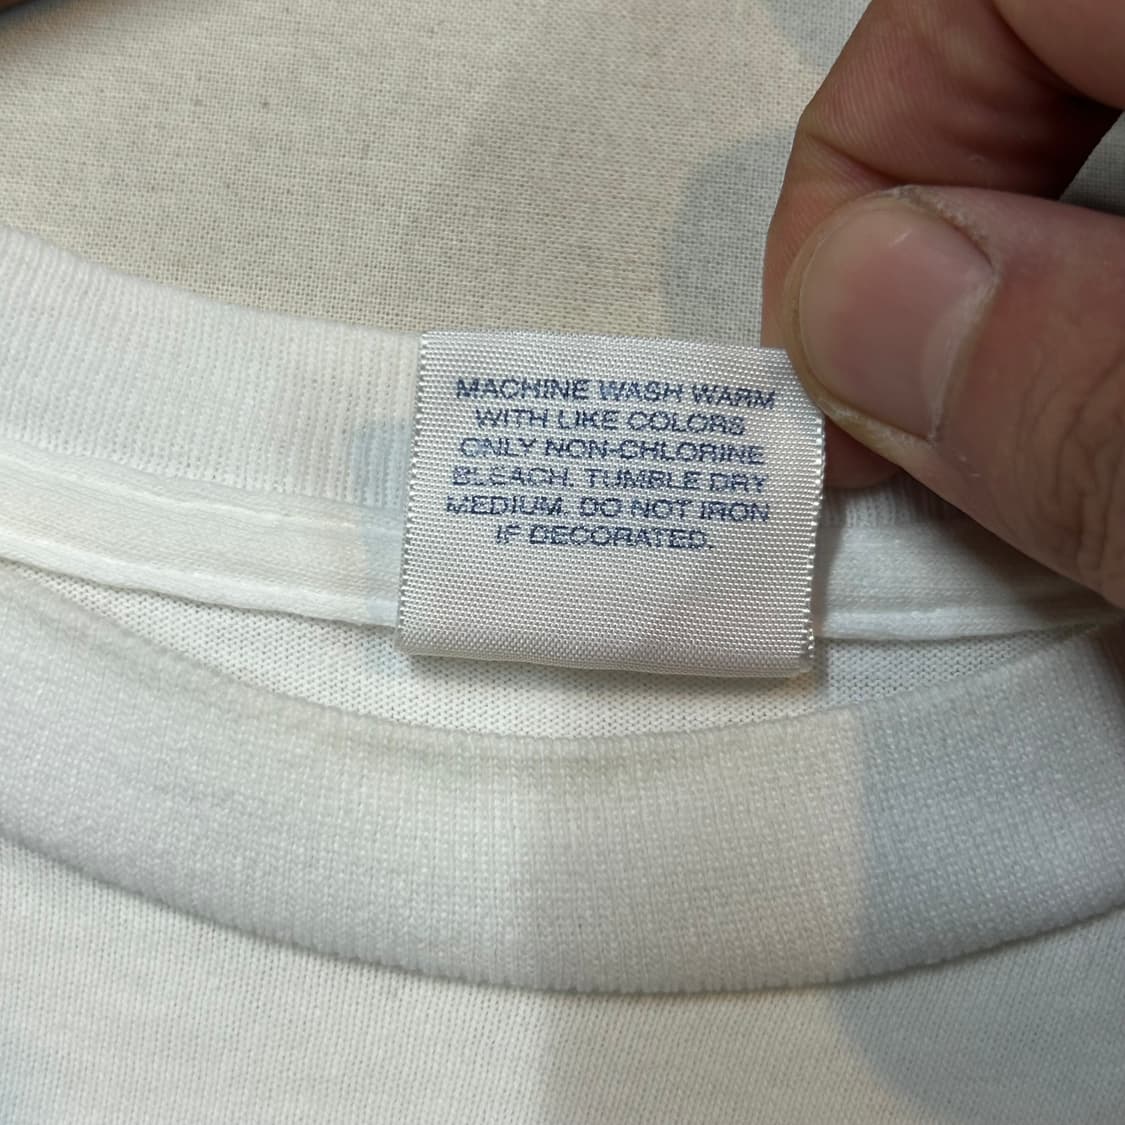 MACHINE WASH WARM
WITH LIKE COLORS
ONLY NON-CHLORINE
BLEACH. TUMBLE DRY
MEDIUM. DO NOT IRON
IF DECORATED.